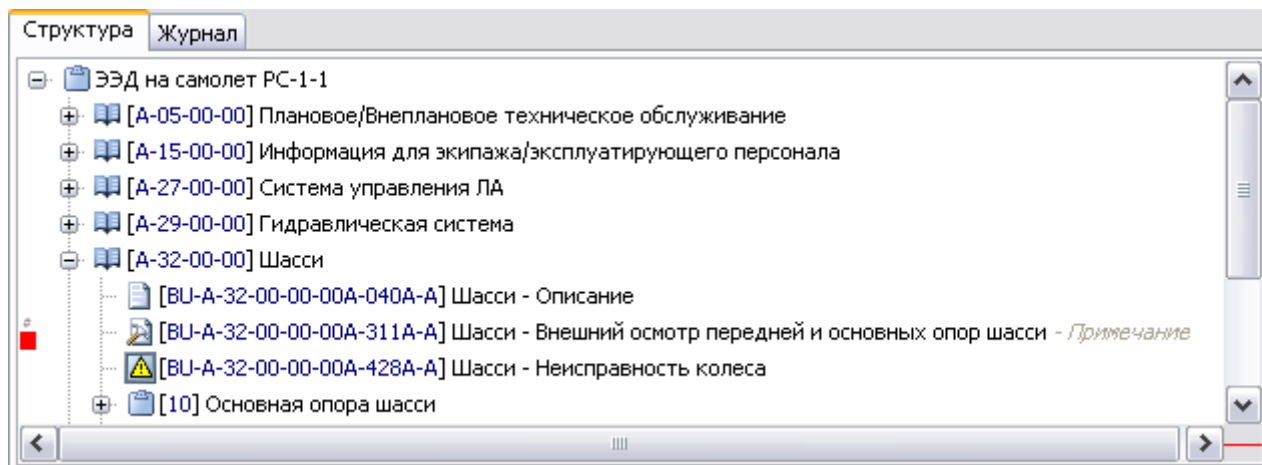 Структура Журнал
ЭЭД на самолет РС-1-1
[A-05-00-00] Плановое/Внеплановое техническое обслуживание
[A-15-00-00] Информация для экипажа/эксплуатирующего персонала
[A-27-00-00] Система управления ЛА
[A-29-00-00] Гидравлическая система
[A-32-00-00] Шасси
[BU-A-32-00-00-00A-040A-A] Шасси - Описание
[BU-A-32-00-00-00A-311A-A] Шасси - Внешний осмотр передней и основных опор шасси - Примечание
[BU-A-32-00-00-00A-428A-A] Шасси - Неисправность колеса
[10] Основная опора шасси